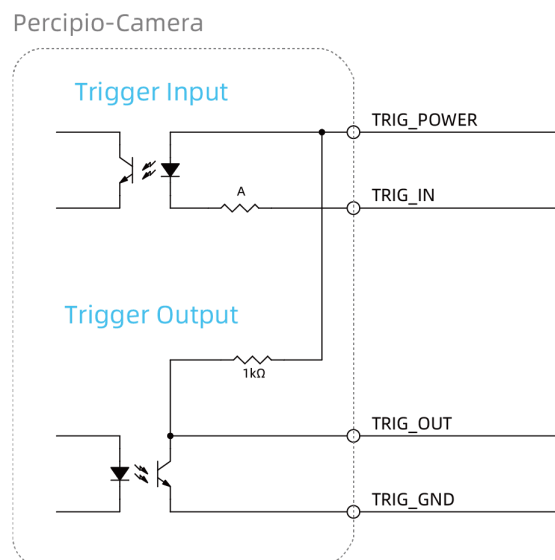 Percipio-Camera
Trigger Input
TRIG_POWER
A
TRIG_IN
Trigger Output
1kΩ
TRIG_OUT
TRIG_GND